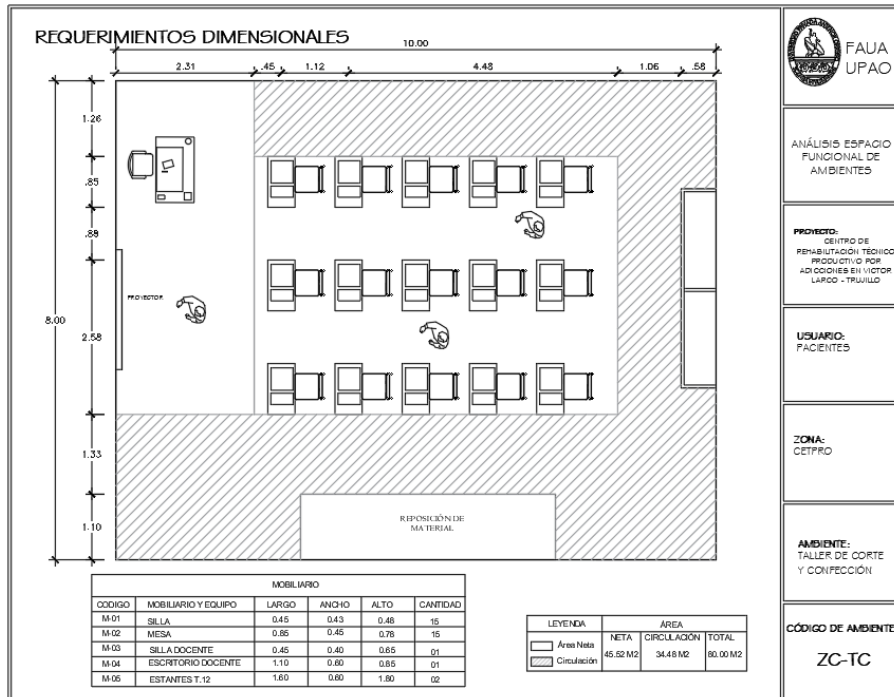 REQUERIMIENTOS DIMENSIONALES
10.00
2.31 .45 1.12 4.48 1.06 .58
1.26
.85
.88
8.00
2.58
1.33
1.10
PROYECTOR
REPOSICIÓN DE
MATERIAL
MOBILIARIO
CODIGO MOBILIARIO Y EQUIPO LARGO ANCHO ALTO CANTIDAD
M-01 SILLA 0.45 0.43 0.48 15
M-02 MESA 0.85 0.45 0.78 15
M-03 SILLA DOCENTE 0.45 0.40 0.65 01
M-04 ESCRITORIO DOCENTE 1.10 0.60 0.85 01
M-05 ESTANTES T.12 1.60 0.60 1.80 02
LEYENDA ÁREA
NETA CIRCULACIÓN TOTAL
Área Neta
Circulación
45.52 M2 34.48 M2 80.00 M2
FAUA
UPAO
ANÁLISIS ESPACIO
FUNCIONAL DE
AMBIENTES
PROYECTO:
CENTRO DE
REHABILITACIÓN TÉCNICO
PRODUCTIVO POR
ADICCIONES EN VICTOR
LARCO - TRUJILLO
USUARIO:
PACIENTES
ZONA:
CETPRO
AMBIENTE:
TALLER DE CORTE
Y CONFECCIÓN
CÓDIGO DE AMBIENTE
ZC-TC